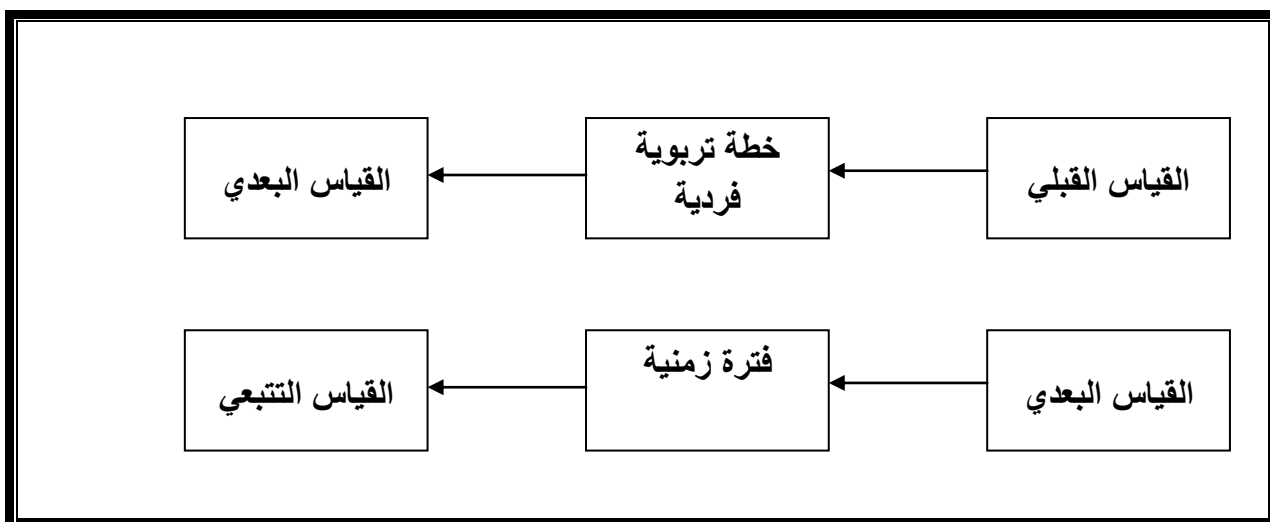 القياس القبلي
خطة تربوية
فردية
القياس البعدي
القياس البعدي
فترة زمنية
القياس التتبعي